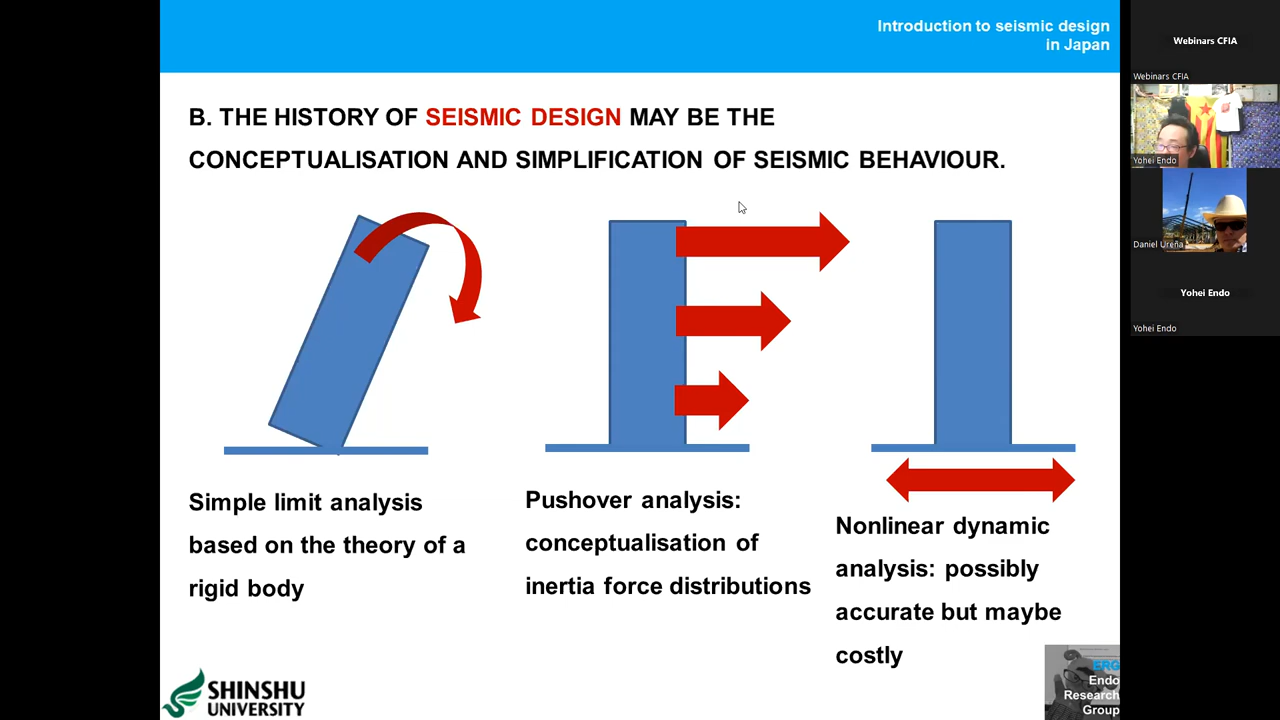 Introduction to seismic design
in Japan
B. THE HISTORY OF SEISMIC DESIGN MAY BE THE
CONCEPTUALISATION AND SIMPLIFICATION OF SEISMIC BEHAVIOUR.
Simple limit analysis
based on the theory of a
rigid body
Pushover analysis:
conceptualisation of
inertia force distributions
Nonlinear dynamic
analysis: possibly
accurate but maybe
costly
SHINSHU
UNIVERSITY
ERG
Endo
Research
Group
Webinars CFIA
Webinars CFIA
Yohei Endo
Daniel Ureña
Yohei Endo
Yohei Endo